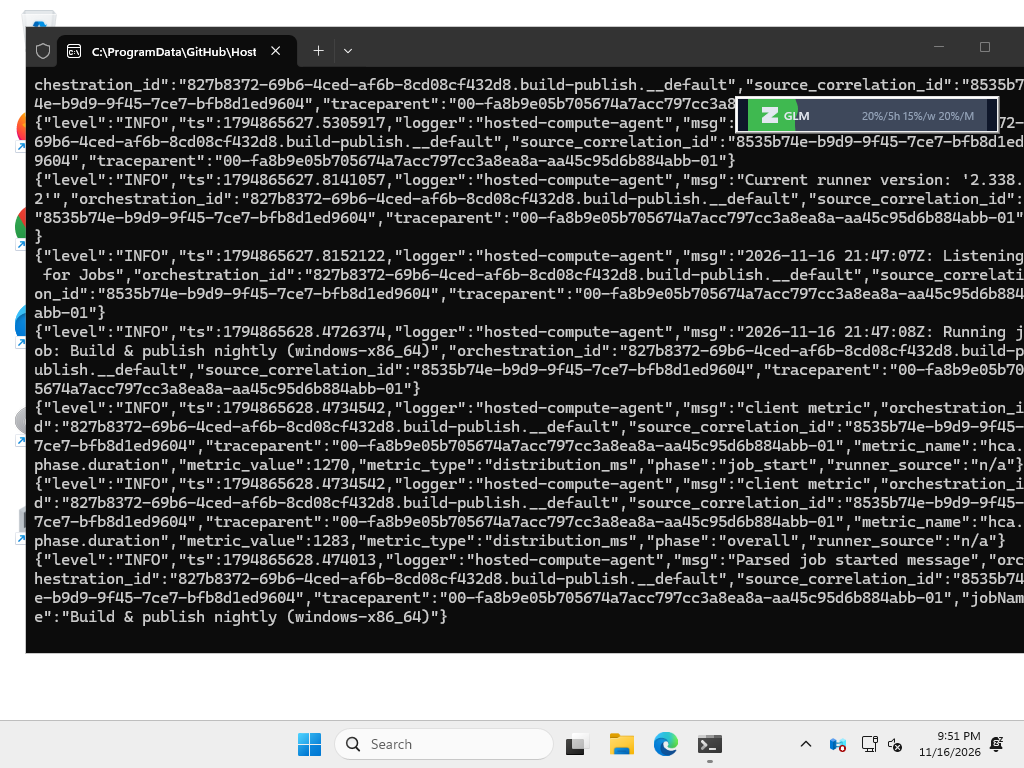 C:\ProgramData\GitHub\Host
chestration_id":"827b8372-69b6-4ced-af6b-8cd08cf432d8.build-publish.__default","source_correlation_id":"8535b7
4e-b9d9-9f45-7ce7-bfb8d1ed9604","traceparent":"00-fa8b9e05b705674a7acc797cc3a8
GLM 20%/5h 15%/w 20%/M
{"level":"INFO","ts":1794865627.5305917,"logger":"hosted-compute-agent","msg":
69b6-4ced-af6b-8cd08cf432d8.build-publish.__default","source_correlation_id":"8535b74e-b9d9-9f45-7ce7-bfb8d1ed
9604","traceparent":"00-fa8b9e05b705674a7acc797cc3a8ea8a-aa45c95d6b884abb-01"}
{"level":"INFO","ts":1794865627.8141057,"logger":"hosted-compute-agent","msg":"Current runner version: '2.338.
2'","orchestration_id":"827b8372-69b6-4ced-af6b-8cd08cf432d8.build-publish.__default","source_correlation_id":
"8535b74e-b9d9-9f45-7ce7-bfb8d1ed9604","traceparent":"00-fa8b9e05b705674a7acc797cc3a8ea8a-aa45c95d6b884abb-01"
}
{"level":"INFO","ts":1794865627.8152122,"logger":"hosted-compute-agent","msg":"2026-11-16 21:47:07Z: Listening
for Jobs","orchestration_id":"827b8372-69b6-4ced-af6b-8cd08cf432d8.build-publish.__default","source_correlati
on_id":"8535b74e-b9d9-9f45-7ce7-bfb8d1ed9604","traceparent":"00-fa8b9e05b705674a7acc797cc3a8ea8a-aa45c95d6b884
abb-01"}
{"level":"INFO","ts":1794865628.4726374,"logger":"hosted-compute-agent","msg":"2026-11-16 21:47:08Z: Running j
ob: Build & publish nightly (windows-x86_64)","orchestration_id":"827b8372-69b6-4ced-af6b-8cd08cf432d8.build-p
ublish.__default","source_correlation_id":"8535b74e-b9d9-9f45-7ce7-bfb8d1ed9604","traceparent":"00-fa8b9e05b70
5674a7acc797cc3a8ea8a-aa45c95d6b884abb-01"}
{"level":"INFO","ts":1794865628.4734542,"logger":"hosted-compute-agent","msg":"client metric","orchestration_i
d":"827b8372-69b6-4ced-af6b-8cd08cf432d8.build-publish.__default","source_correlation_id":"8535b74e-b9d9-9f45-
7ce7-bfb8d1ed9604","traceparent":"00-fa8b9e05b705674a7acc797cc3a8ea8a-aa45c95d6b884abb-01","metric_name":"hca.
phase.duration","metric_value":1270,"metric_type":"distribution_ms","phase":"job_start","runner_source":"n/a"}
{"level":"INFO","ts":1794865628.4734542,"logger":"hosted-compute-agent","msg":"client metric","orchestration_i
d":"827b8372-69b6-4ced-af6b-8cd08cf432d8.build-publish.__default","source_correlation_id":"8535b74e-b9d9-9f45-
7ce7-bfb8d1ed9604","traceparent":"00-fa8b9e05b705674a7acc797cc3a8ea8a-aa45c95d6b884abb-01","metric_name":"hca.
phase.duration","metric_value":1283,"metric_type":"distribution_ms","phase":"overall","runner_source":"n/a"}
{"level":"INFO","ts":1794865628.474013,"logger":"hosted-compute-agent","msg":"Parsed job started message","orc
hestration_id":"827b8372-69b6-4ced-af6b-8cd08cf432d8.build-publish.__default","source_correlation_id":"8535b74
e-b9d9-9f45-7ce7-bfb8d1ed9604","traceparent":"00-fa8b9e05b705674a7acc797cc3a8ea8a-aa45c95d6b884abb-01","jobNam
e":"Build & publish nightly (windows-x86_64)"}
Search
9:51 PM
11/16/2026